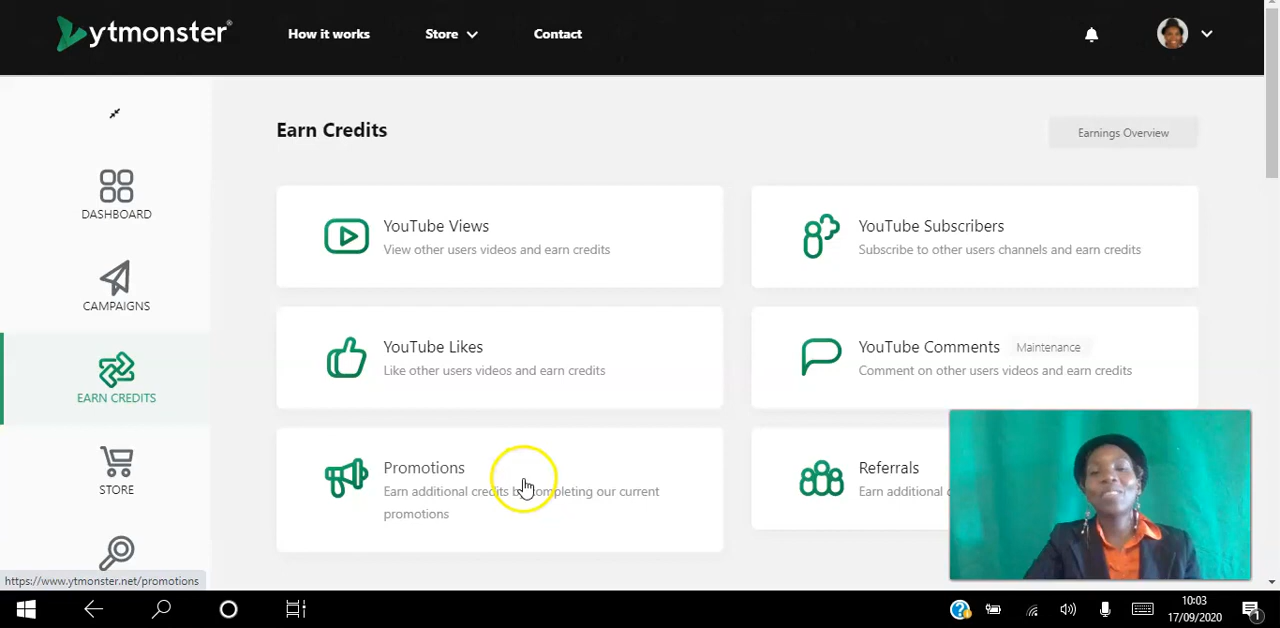 ytmonster®
How it works
Store
Contact
Earn Credits
Earnings Overview
DASHBOARD
CAMPAIGNS
EARN CREDITS
STORE
YouTube Views
View other users videos and earn credits
YouTube Subscribers
Subscribe to other users channels and earn credits
YouTube Likes
Like other users videos and earn credits
YouTube Comments Maintenance
Comment on other users videos and earn credits
Promotions
Earn additional credits by completing our current
promotions
Referrals
Earn additional
https://www.ytmonster.net/promotions
10:03
17/09/2020
1